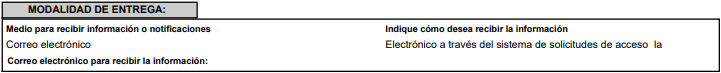 MODALIDAD DE ENTREGA:
Medio para recibir información o notificaciones
Indique cómo desea recibir la información
Correo electrónico
Electrónico a través del sistema de solicitudes de acceso la
Correo electrónico para recibir la información: